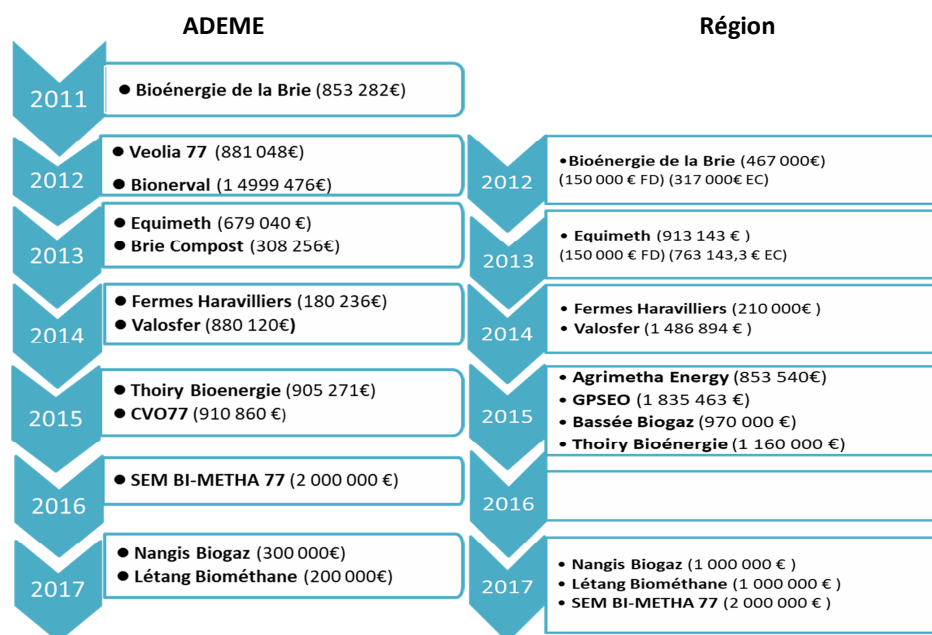 ADEME
2011
● Bioénergie de la Brie (853 282€)
2012
● Veolia 77 (881 048€)
● Bionerval (1 4999 476€)
2013
● Equimeth (679 040 €)
● Brie Compost (308 256€)
2014
● Fermes Haravilliers (180 236€)
● Valosfer (880 120€)
2015
● Thoiry Bioenergie (905 271€)
● CVO77 (910 860 €)
2016
● SEM BI-METHA 77 (2 000 000 €)
2017
● Nangis Biogaz (300 000€)
● Létang Biométhane (200 000€)
Région
2012
•Bioénergie de la Brie (467 000€)
(150 000 € FD) (317 000€ EC)
2013
• Equimeth (913 143 € )
(150 000 € FD) (763 143,3 € EC)
2014
• Fermes Haravilliers (210 000€ )
• Valosfer (1 486 894 € )
2015
• Agrimetha Energy (853 540€)
• GPSEO (1 835 463 €)
• Bassée Biogaz (970 000 €)
• Thoiry Bioénergie (1 160 000 €)
2016
2017
• Nangis Biogaz (1 000 000 € )
• Létang Biométhane (1 000 000 € )
• SEM BI-METHA 77 (2 000 000 € )